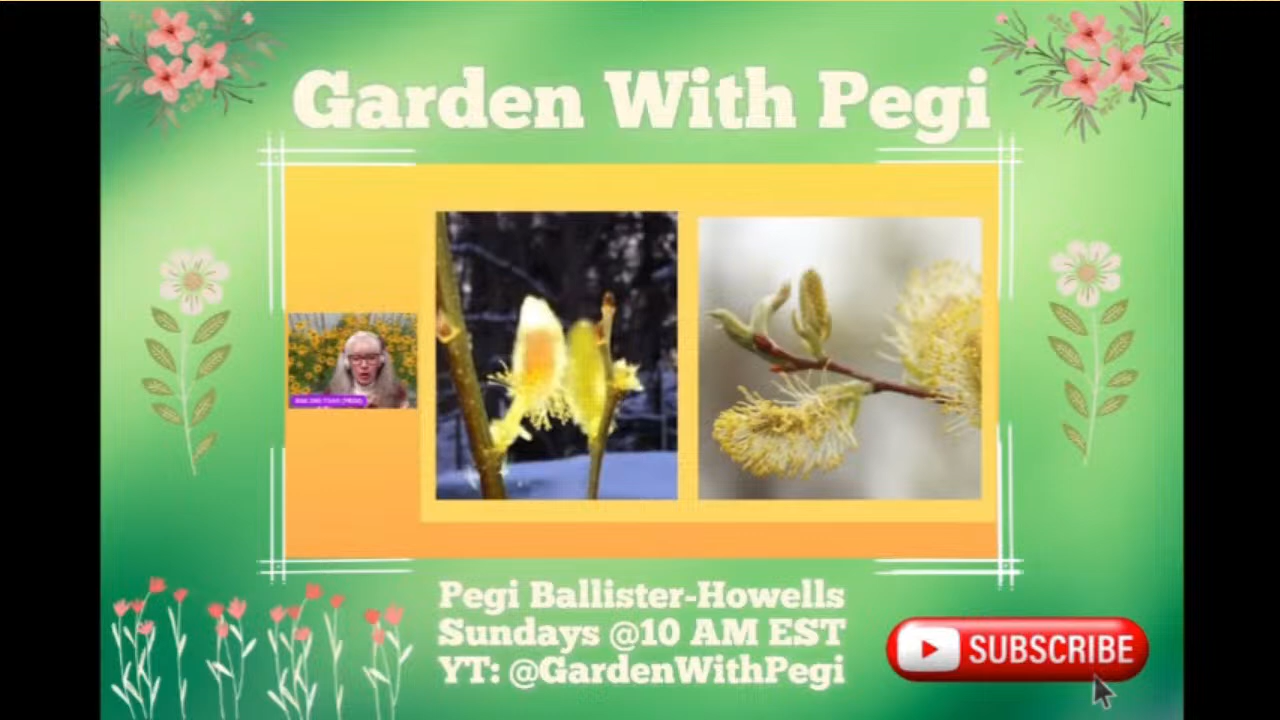 Garden With Pegi
Pegi Ballister-Howells
Sundays @10 AM EST
YT: @GardenWithPegi
SUBSCRIBE